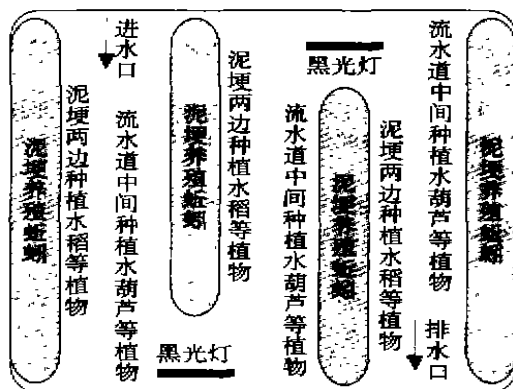 泥埂养殖蚯蚓
泥埂两边种植水稻等植物
进水口
流水道中间种植水葫芦等植物
泥埂养殖蚯蚓
泥埂两边种植水稻等植物
黑光灯
黑光灯
流水道中间种植水葫芦等植物
泥埂养殖蚯蚓
泥埂两边种植水稻等植物
流水道中间种植水葫芦等植物
排水口
泥埂养殖蚯蚓